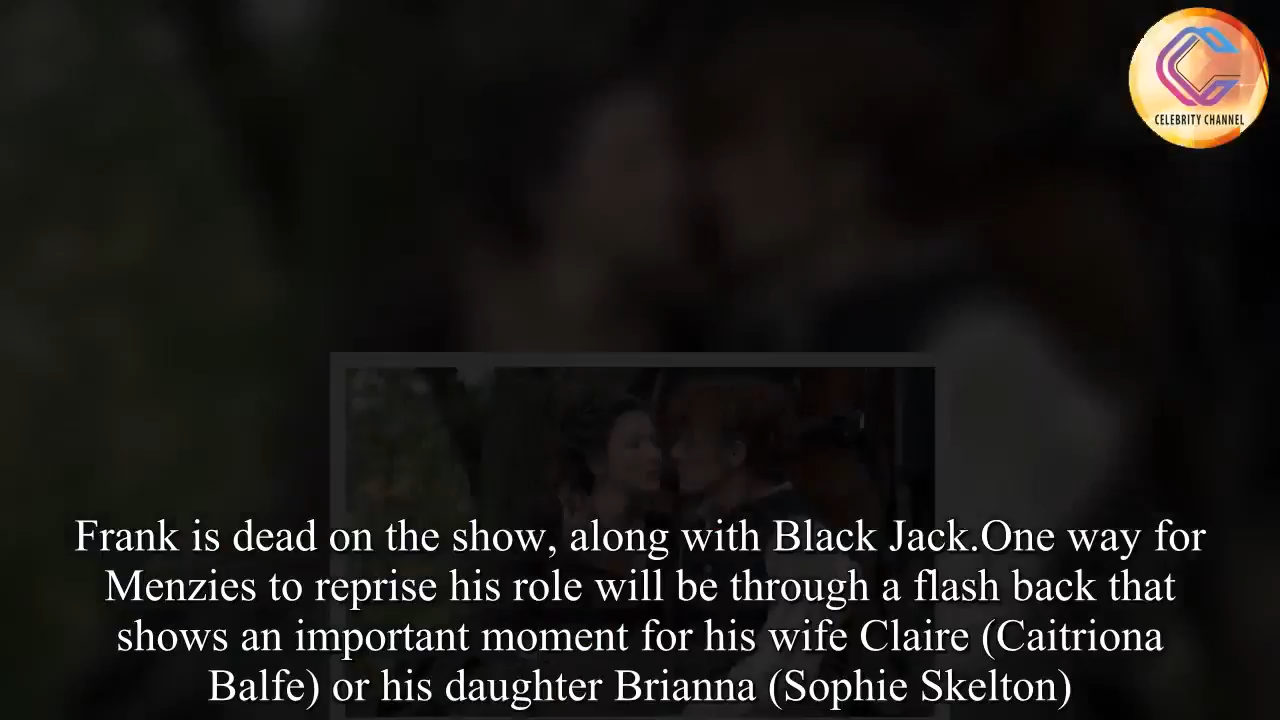 CELEBRITY CHANNEL
Frank is dead on the show, along with Black Jack.One way for
Menzies to reprise his role will be through a flash back that
shows an important moment for his wife Claire (Caitriona
Balfe) or his daughter Brianna (Sophie Skelton)